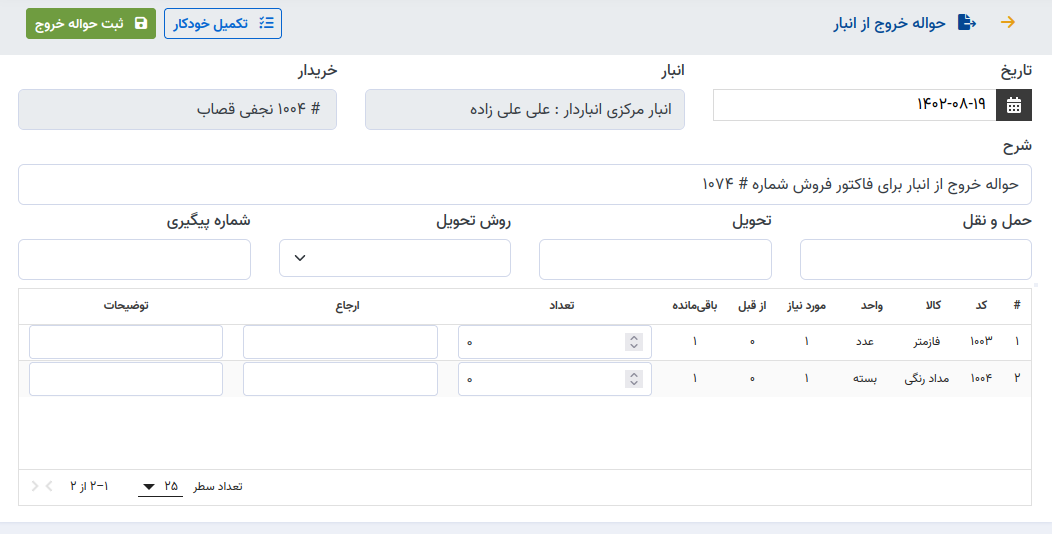 حواله خروج از انبار
تکمیل خودکار
ثبت حواله خروج
تاریخ
۱۴۰۲-۰۸-۱۹
انبار
انبار مرکزی انباردار : علی علی زاده
خریدار
# ۱۰۰۴ نجفی قصاب
شرح
حواله خروج از انبار برای فاکتور فروش شماره # ۱۰۷۴
حمل و نقل
تحویل
روش تحویل
شماره پیگیری
# کد کالا واحد مورد نیاز از قبل باقی‌مانده تعداد ارجاع توضیحات
۱ ۱۰۰۳ فازمتر عدد ۱ ۰ ۱ ۰
۲ ۱۰۰۴ مداد رنگی بسته ۱ ۰ ۱ ۰
تعداد سطر ۲۵ ۱-۲ از ۲